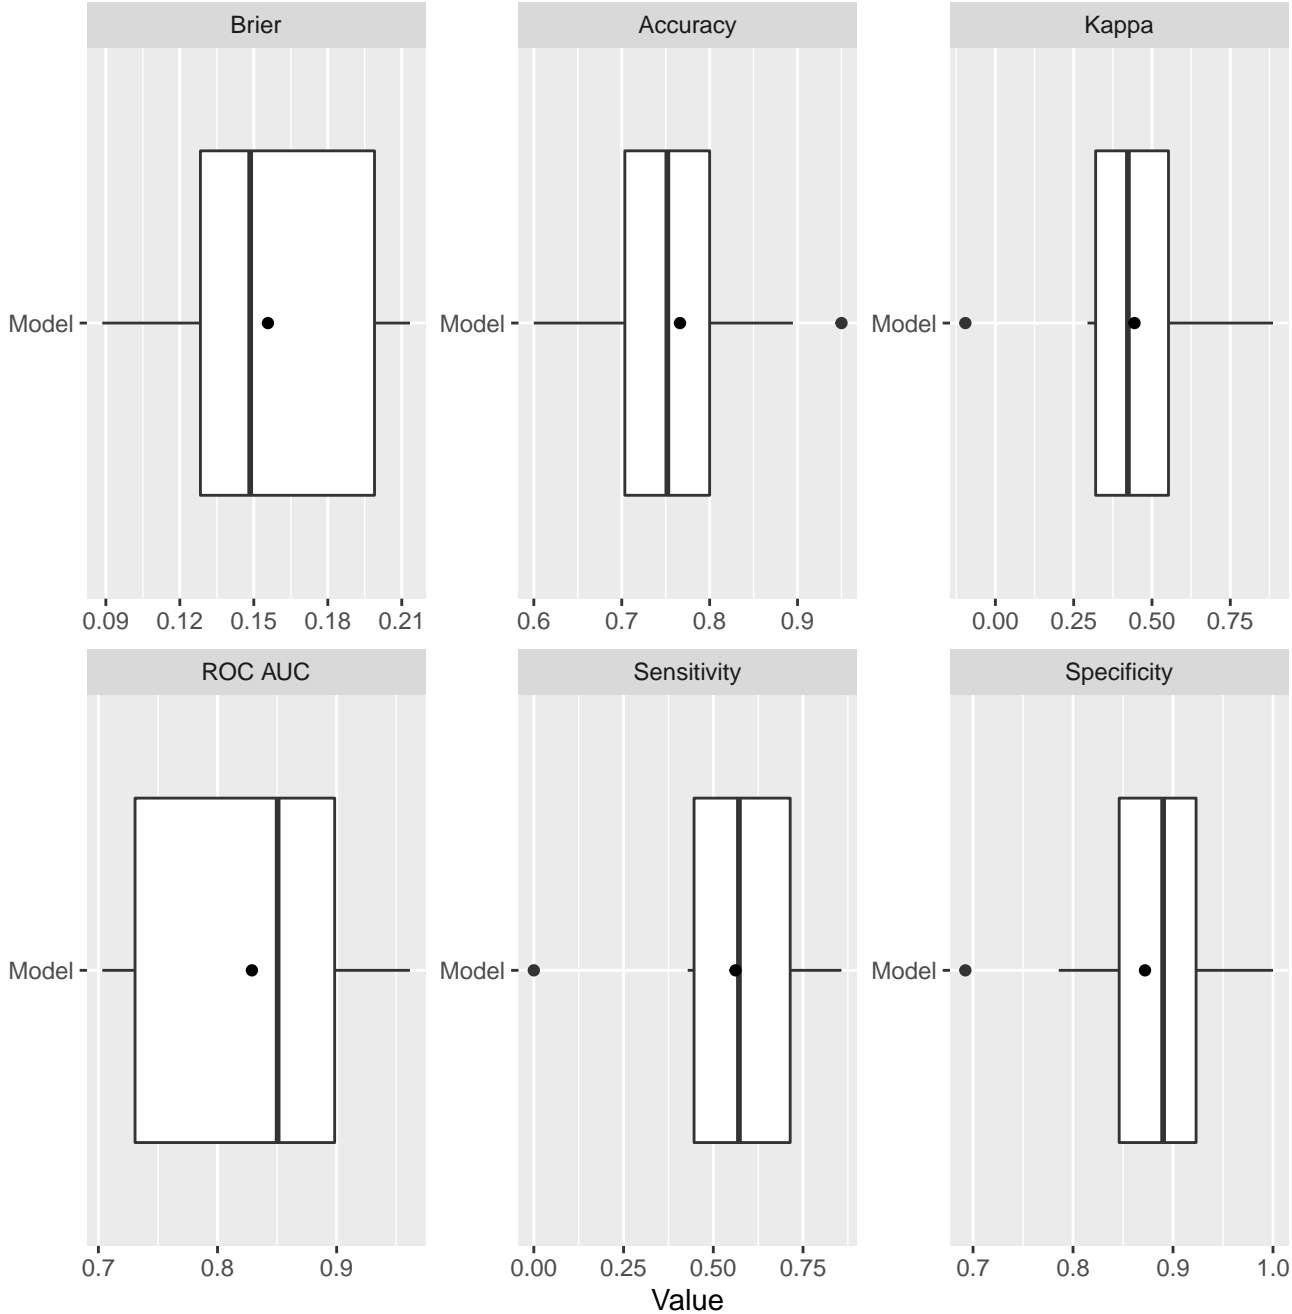 Brier
Accuracy
Kappa
Model
Model
Model
0.09 0.12 0.15 0.18 0.21
0.6 0.7 0.8 0.9
0.00 0.25 0.50 0.75
ROC AUC
Sensitivity
Specificity
Model
Model
Model
0.7 0.8 0.9
0.00 0.25 0.50 0.75
0.7 0.8 0.9 1.0
Value